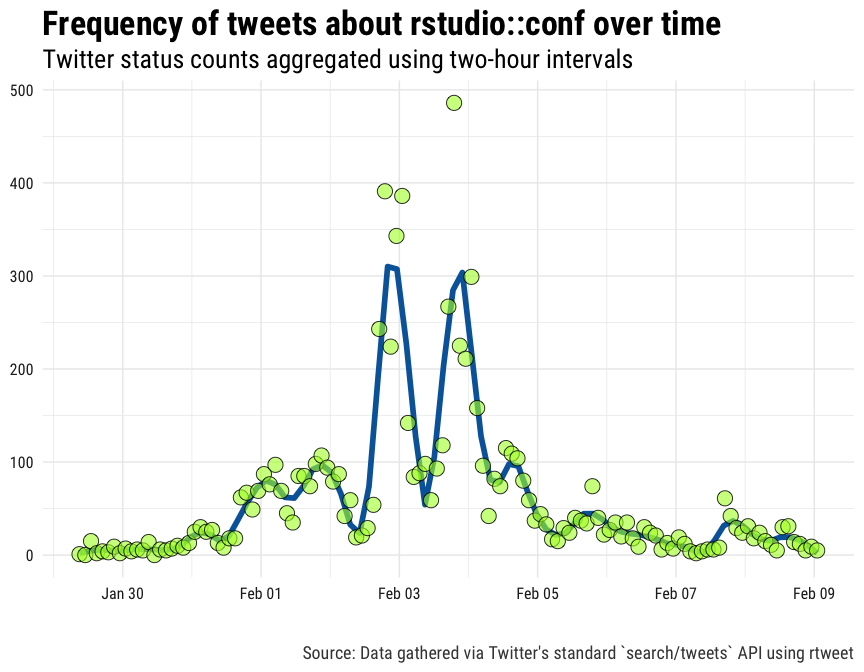 Frequency of tweets about rstudio::conf over time
Twitter status counts aggregated using two-hour intervals
500
400
300
200
100
0
Jan 30 Feb 01 Feb 03 Feb 05 Feb 07 Feb 09
Source: Data gathered via Twitter's standard `search/tweets` API using rtweet